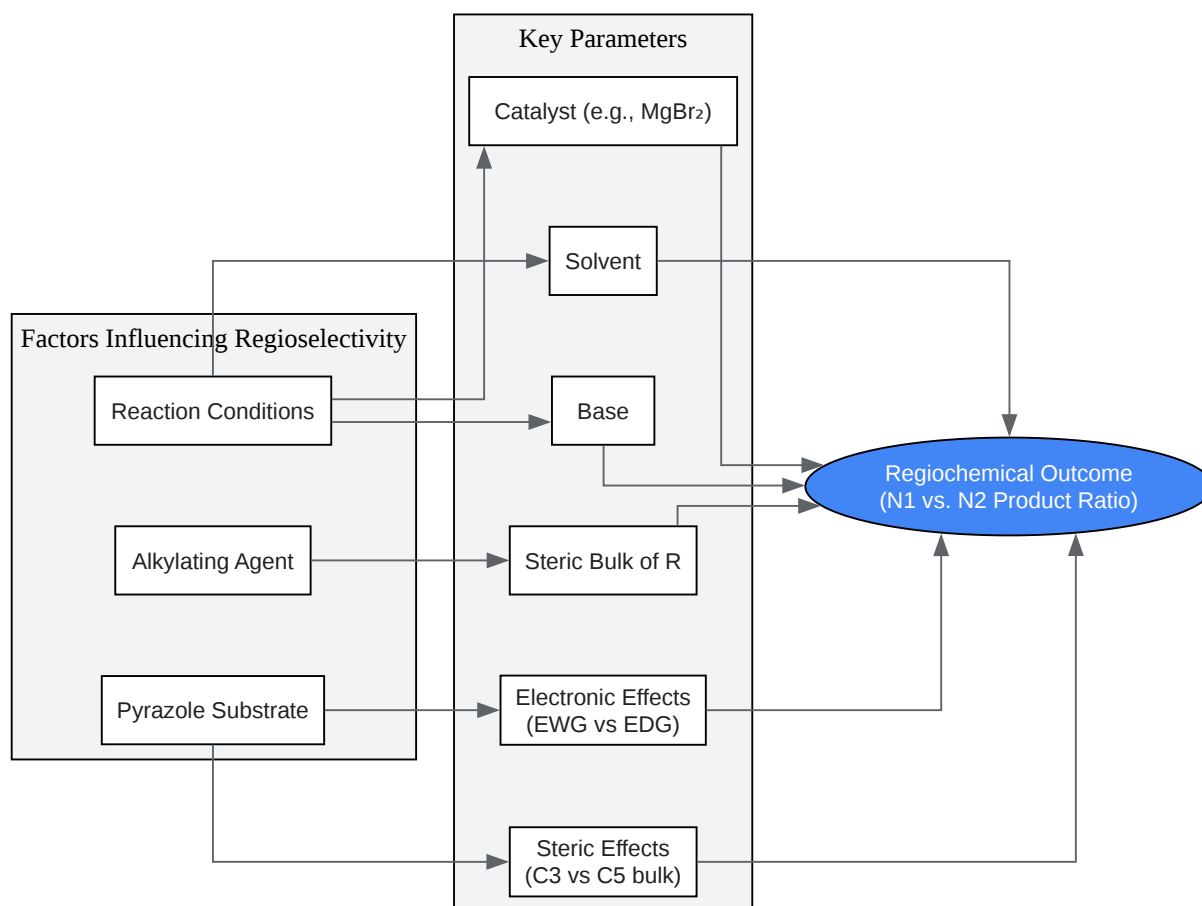 Key Parameters
Catalyst (e.g., MgBr₂)
Solvent
Factors Influencing Regioselectivity
Reaction Conditions
Base
Regiochemical Outcome
(N1 vs. N2 Product Ratio)
Alkylating Agent
Steric Bulk of R
Pyrazole Substrate
Electronic Effects
(EWG vs EDG)
Steric Effects
(C3 vs C5 bulk)